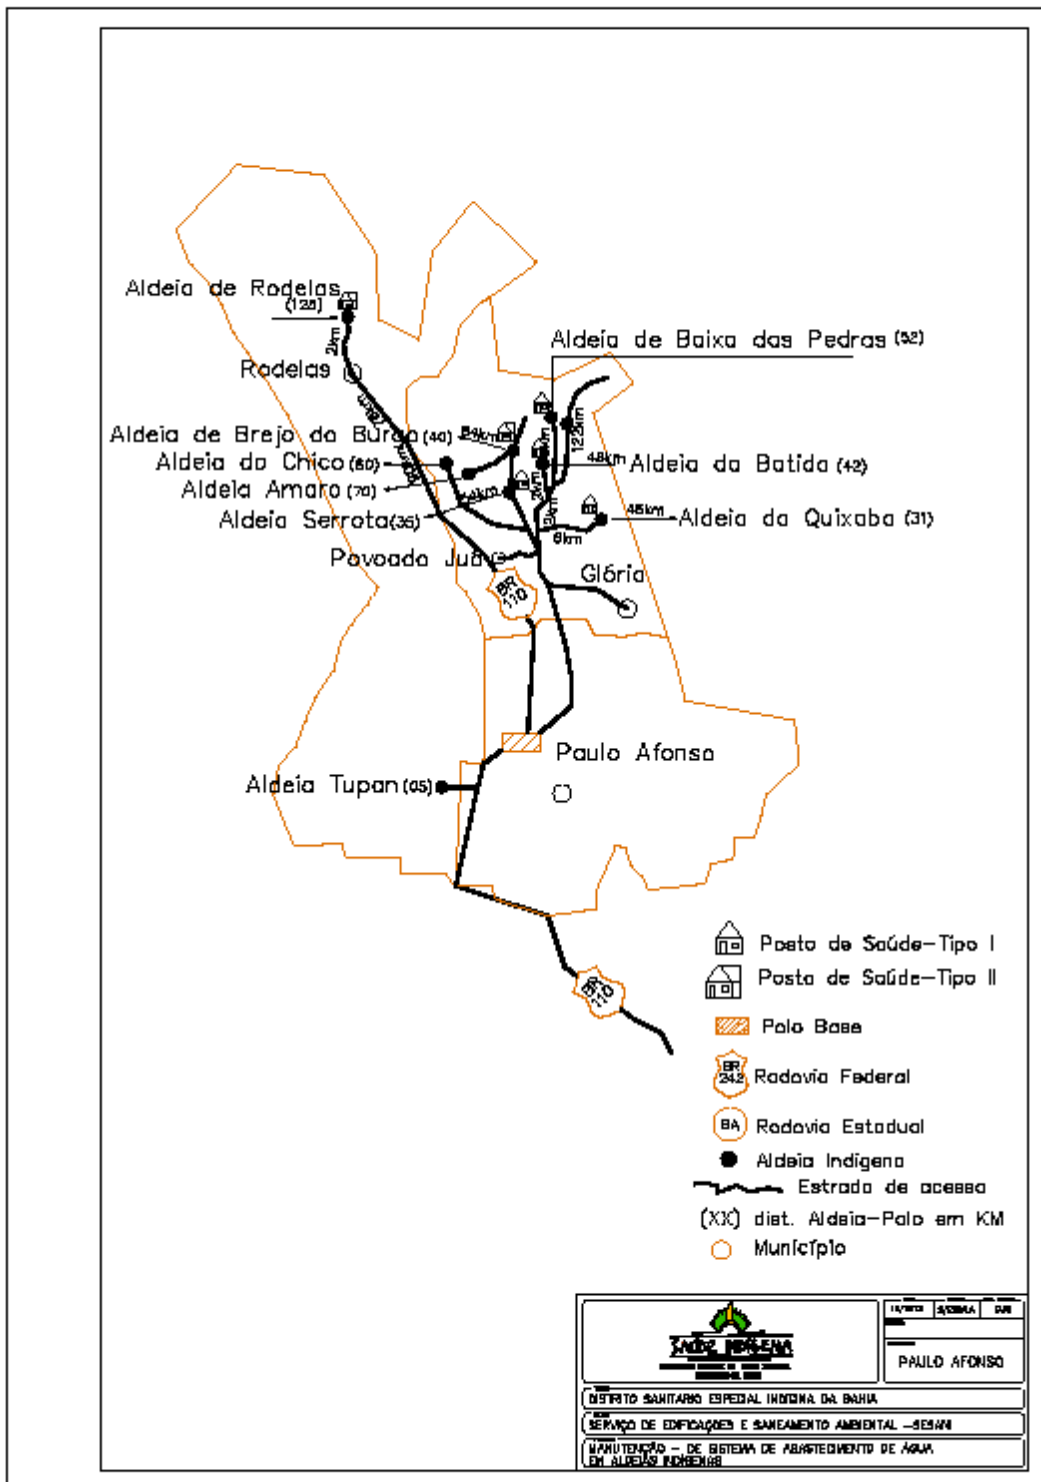 Aldeia de Rodelas
(125)
2km
Rodelas
Aldeia de Baixa das Pedras (52)
122km
Aldeia de Brejo do Burgo (40)
Aldeia do Chico (60)
48km
Aldeia da Batida (42)
Aldeia Amaro (70)
2km
Aldeia Serrota (35)
48km
Aldeia da Quixaba (31)
6km
Povoado Juá
Glória
BR
110
Paulo Afonso
Aldeia Tupan (05)
BR
110
Posto de Saúde-Tipo I
Posto de Saúde-Tipo II
Polo Base
BR
242
Rodovia Federal
BA
Rodovia Estadual
Aldeia Indígena
Estrada de acesso
(XX) dist. Aldeia-Polo em KM
Município
SAÚDE INDÍGENA
PAULO AFONSO
DISTRITO SANITÁRIO ESPECIAL INDÍGENA DA BAHIA
SERVIÇO DE EDIFICAÇÕES E SANEAMENTO AMBIENTAL -SESANI
MANUTENÇÃO - DE SISTEMA DE ABASTECIMENTO DE ÁGUA
EM ALDEIAS INDÍGENAS